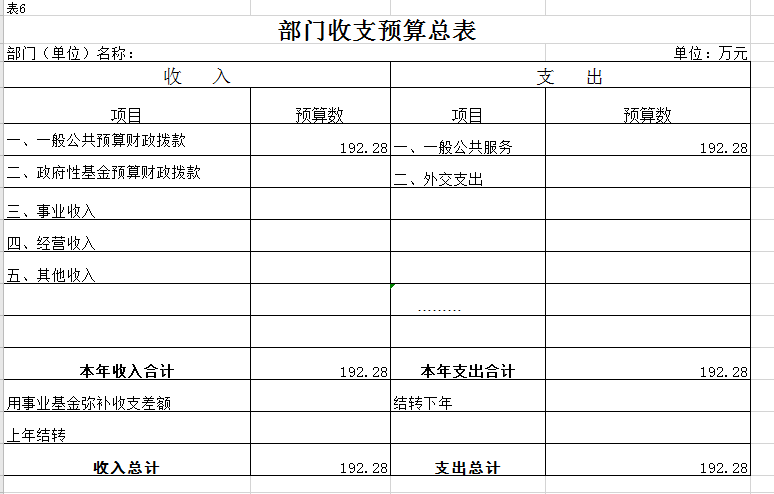 表6
部门收支预算总表
部门（单位）名称： 单位：万元
收 入 支 出
项目 预算数 项目 预算数
一、一般公共预算财政拨款 192.28 一、一般公共服务 192.28
二、政府性基金预算财政拨款 二、外交支出
三、事业收入
四、经营收入
五、其他收入
………
本年收入合计 192.28 本年支出合计 192.28
用事业基金弥补收支差额 结转下年
上年结转
收入总计 192.28 支出总计 192.28